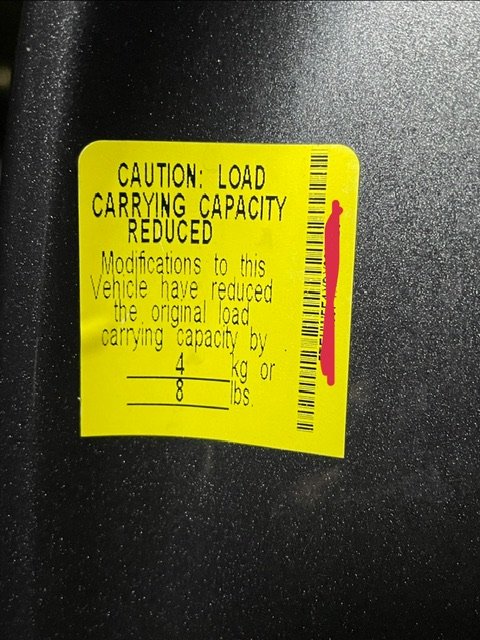 CAUTION: LOAD
CARRYING CAPACITY
REDUCED
Modifications to this
Vehicle have reduced
the original load
carrying capacity by
4 kg or
8 lbs.